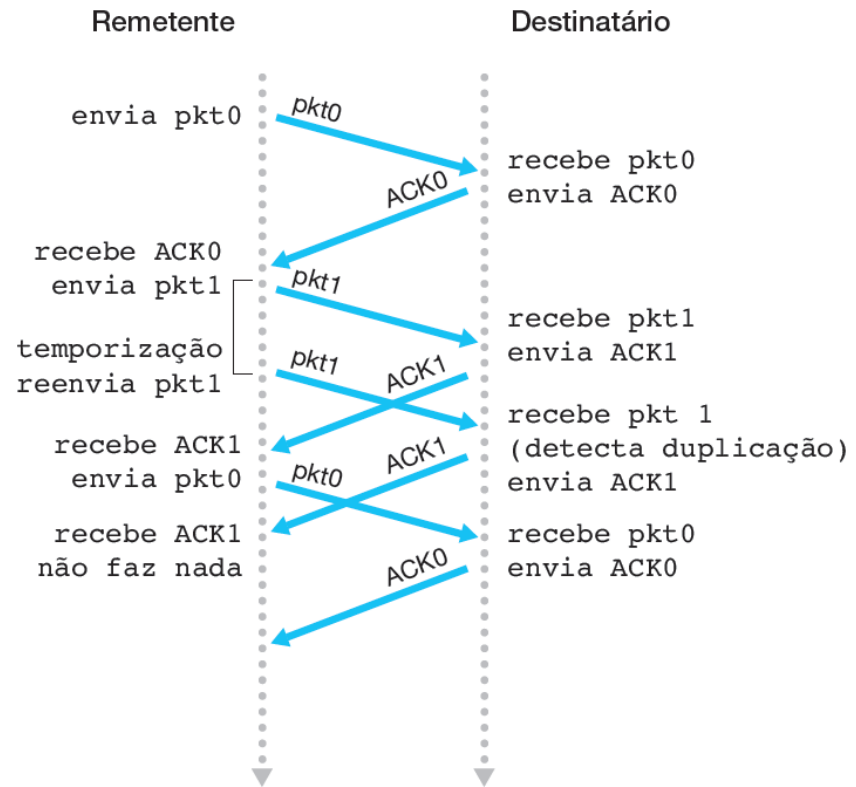 Remetente
Destinatário
envia pkt0
pkt0
recebe pkt0
envia ACK0
ACK0
recebe ACK0
envia pkt1
pkt1
recebe pkt1
envia ACK1
temporização
reenvia pkt1
pkt1
ACK1
recebe pkt 1
(detecta duplicação)
envia ACK1
recebe ACK1
envia pkt0
pkt0
ACK1
recebe pkt0
envia ACK0
recebe ACK1
não faz nada
ACK0